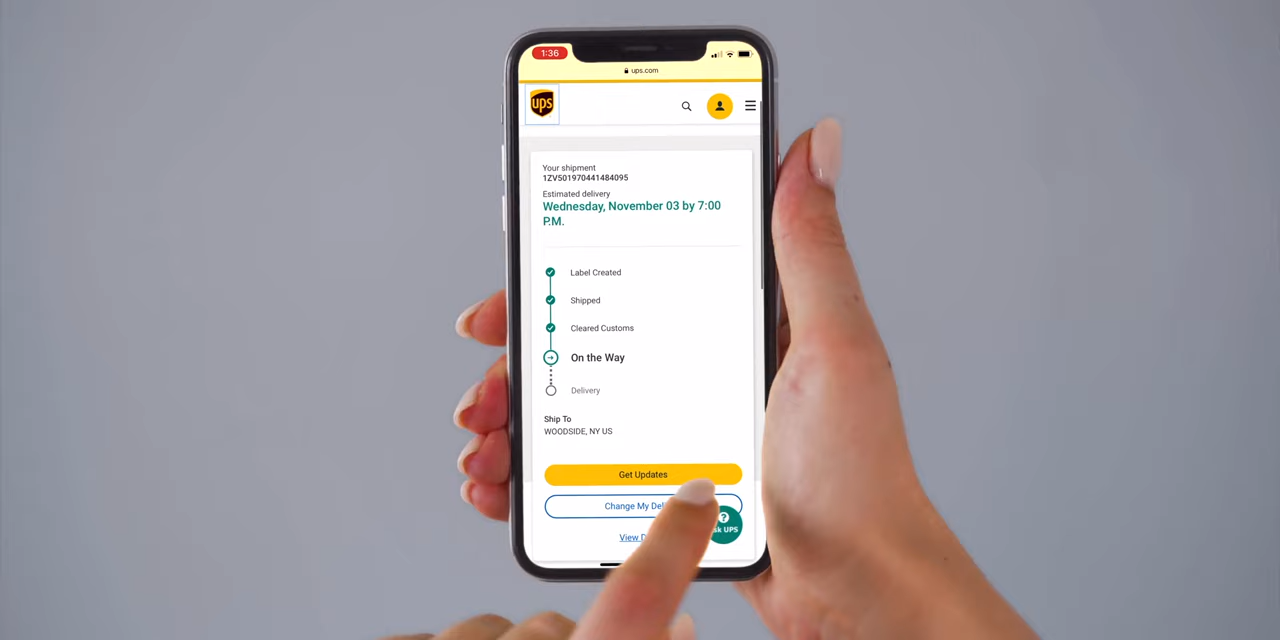 1:36
ups.com
ups
Your shipment
1ZV501970441484095
Estimated delivery
Wednesday, November 03 by 7:00
P.M.
Label Created
Shipped
Cleared Customs
On the Way
Delivery
Ship To
WOODSIDE, NY US
Get Updates
Change My
?
UPS
View